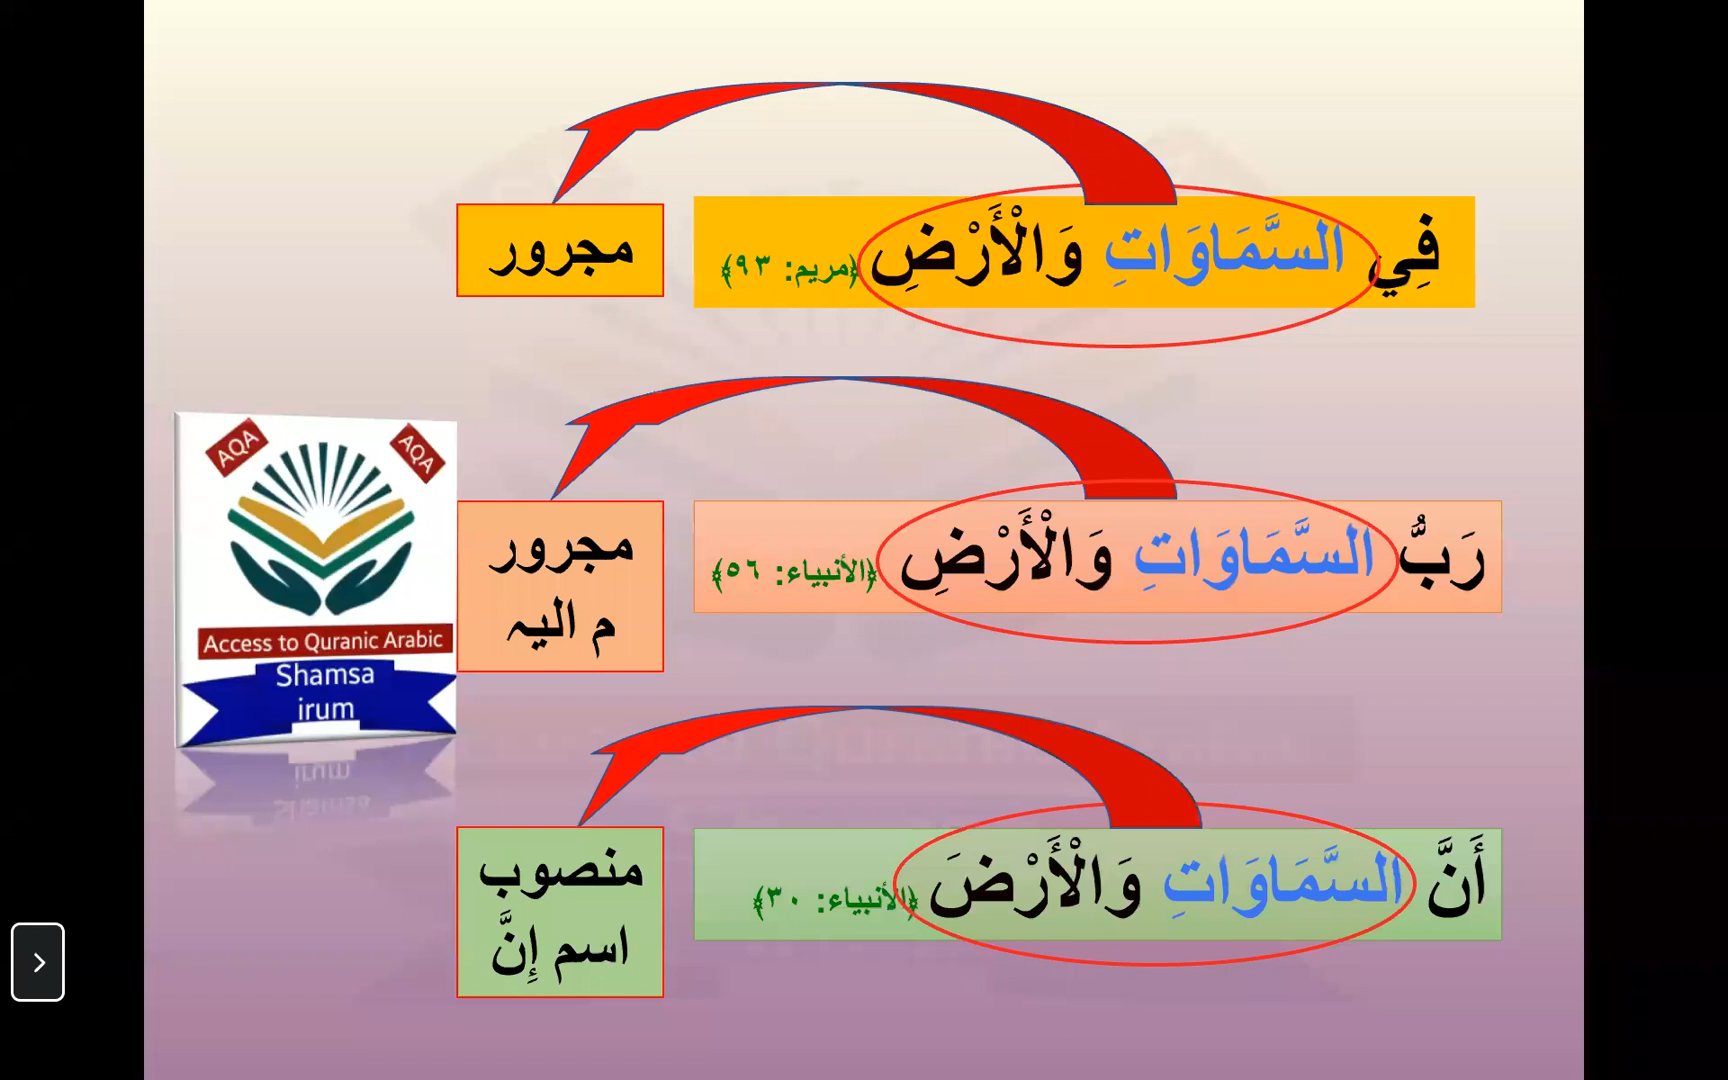 فِي السَّمَاوَاتِ وَالْأَرْضِ ﴿مريم: ٩٣﴾
مجرور
رَبُّ السَّمَاوَاتِ وَالْأَرْضِ ﴿الأنبياء: ٥٦﴾
مجرور
م الیہ
أَنَّ السَّمَاوَاتِ وَالْأَرْضَ ﴿الأنبياء: ٣٠﴾
منصوب
اسم إِنَّ
AQA
AQA
Access to Quranic Arabic
Shamsa
irum